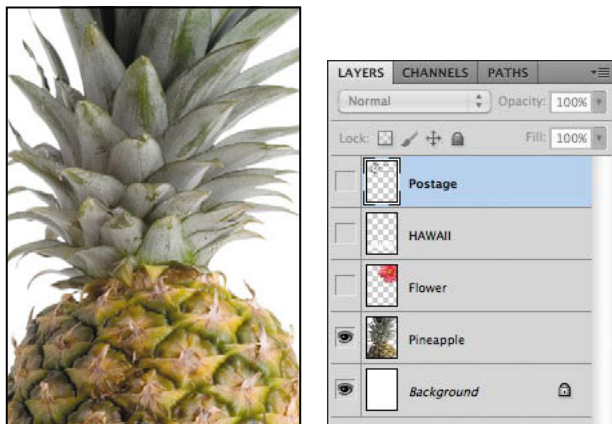 LAYERS CHANNELS PATHS
Normal Opacity: 100%
Lock: Fill: 100%
Postage
HAWAII
Flower
Pineapple
Background